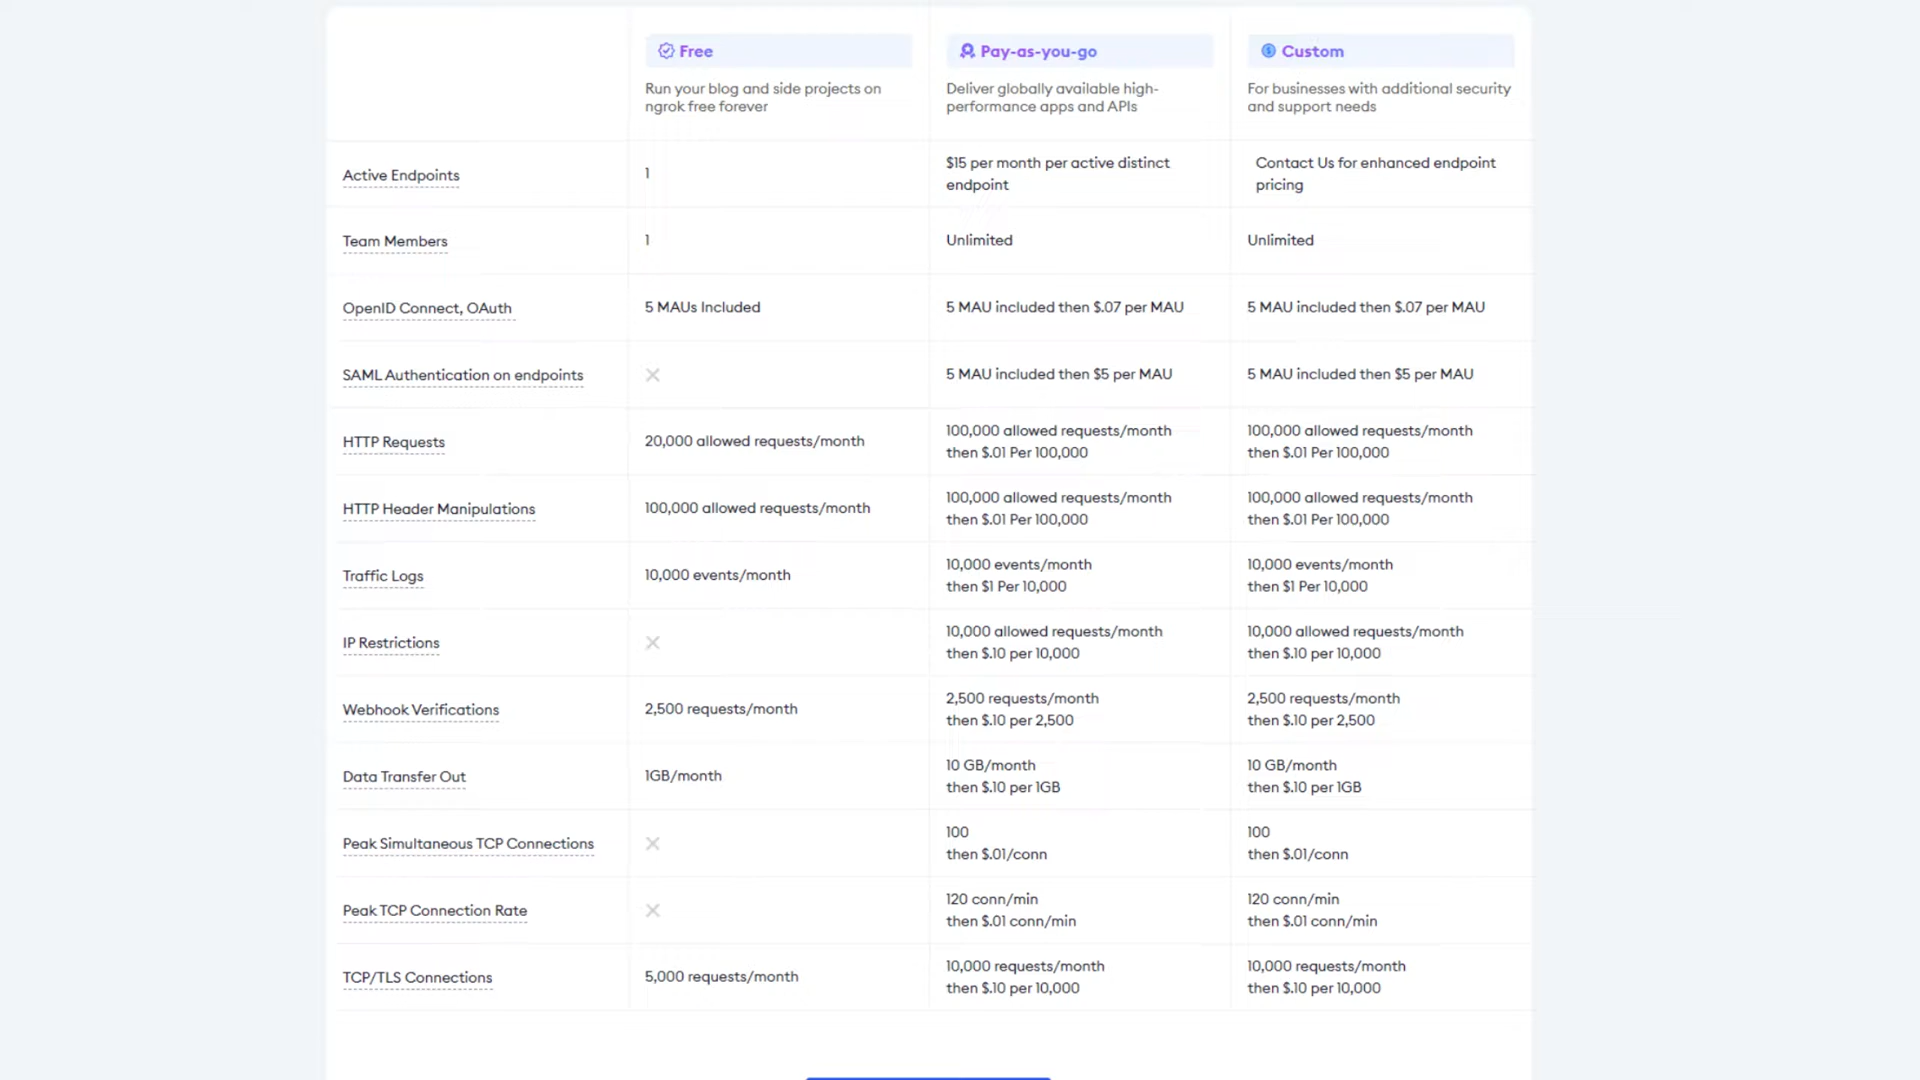 Free
Pay-as-you-go
Custom
Run your blog and side projects on
ngrok free forever
Deliver globally available high-
performance apps and APIs
For businesses with additional security
and support needs
Active Endpoints
1
$15 per month per active distinct
endpoint
Contact Us for enhanced endpoint
pricing
Team Members
1
Unlimited
Unlimited
OpenID Connect, OAuth
5 MAUs Included
5 MAU included then $.07 per MAU
5 MAU included then $.07 per MAU
SAML Authentication on endpoints
5 MAU included then $5 per MAU
5 MAU included then $5 per MAU
HTTP Requests
20,000 allowed requests/month
100,000 allowed requests/month
then $.01 Per 100,000
100,000 allowed requests/month
then $.01 Per 100,000
HTTP Header Manipulations
100,000 allowed requests/month
100,000 allowed requests/month
then $.01 Per 100,000
100,000 allowed requests/month
then $.01 Per 100,000
Traffic Logs
10,000 events/month
10,000 events/month
then $1 Per 10,000
10,000 events/month
then $1 Per 10,000
IP Restrictions
10,000 allowed requests/month
then $.10 per 10,000
10,000 allowed requests/month
then $.10 per 10,000
Webhook Verifications
2,500 requests/month
2,500 requests/month
then $.10 per 2,500
2,500 requests/month
then $.10 per 2,500
Data Transfer Out
1GB/month
10 GB/month
then $.10 per 1GB
10 GB/month
then $.10 per 1GB
Peak Simultaneous TCP Connections
100
then $.01/conn
100
then $.01/conn
Peak TCP Connection Rate
120 conn/min
then $.01 conn/min
120 conn/min
then $.01 conn/min
TCP/TLS Connections
5,000 requests/month
10,000 requests/month
then $.10 per 10,000
10,000 requests/month
then $.10 per 10,000